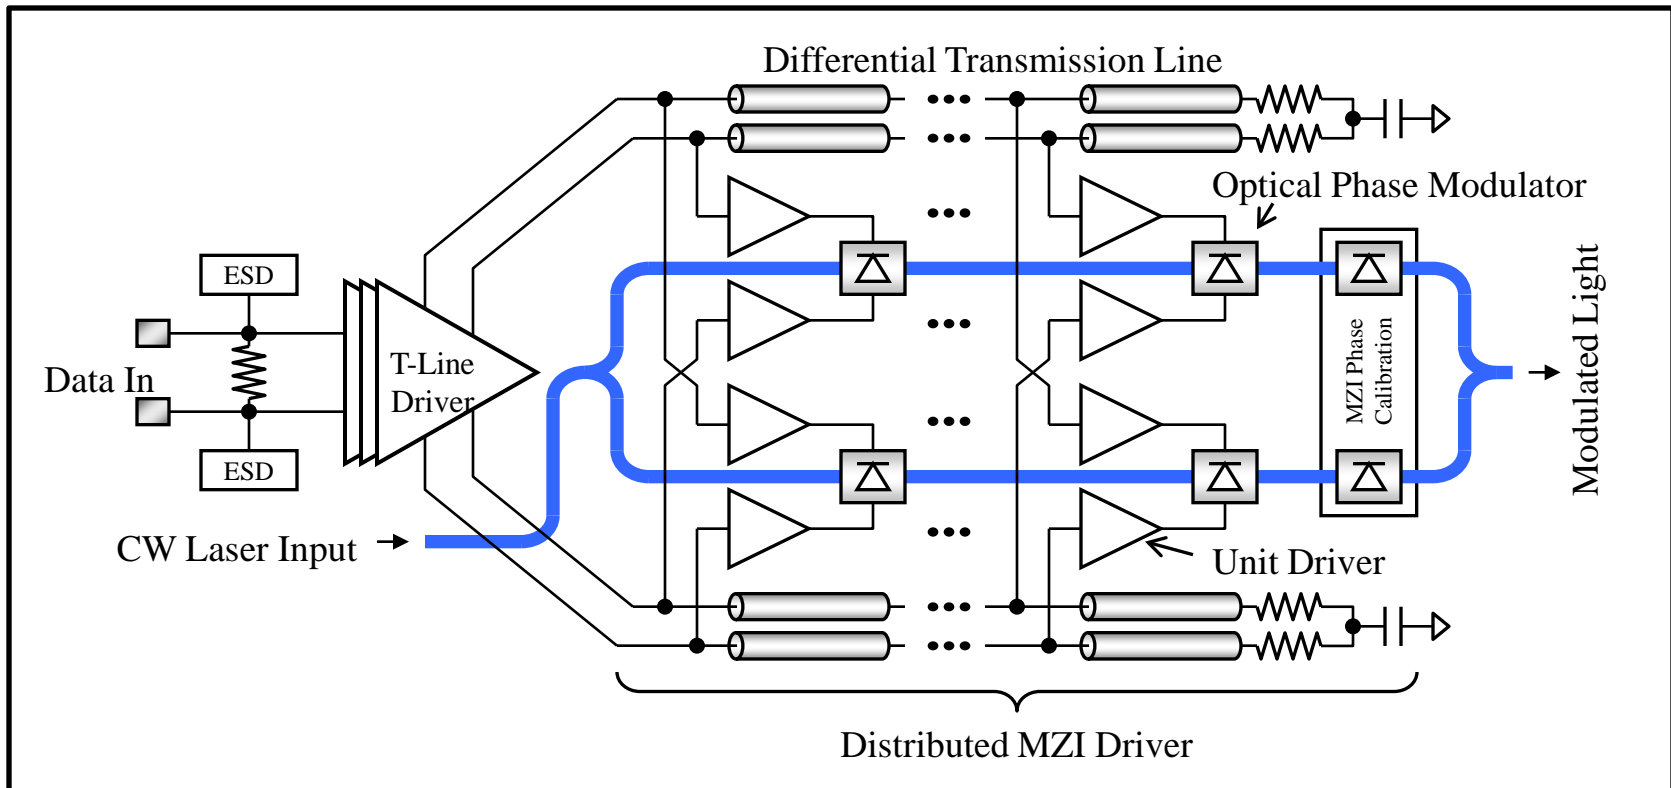 Differential Transmission Line
Optical Phase Modulator
ESD
T-Line
Driver
Data In
ESD
MZI Phase
Calibration
Modulated Light
CW Laser Input
Unit Driver
Distributed MZI Driver